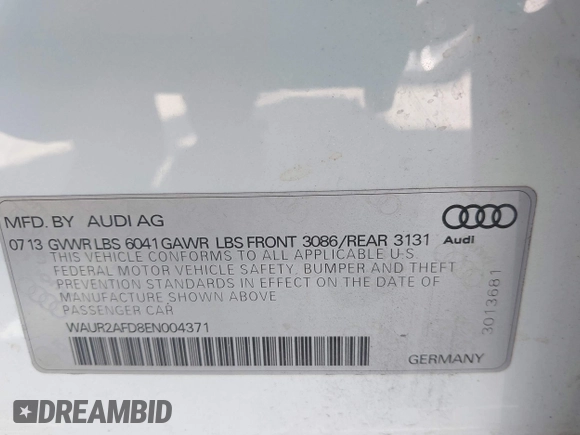 MFD. BY AUDI AG
07 13 GVWR LBS 6041 GAWR LBS FRONT 3086/REAR 3131
THIS VEHICLE CONFORMS TO ALL APPLICABLE U-S
FEDERAL MOTOR VEHICLE SAFETY, BUMPER AND THEFT
PREVENTION STANDARDS IN EFFECT ON THE DATE OF
MANUFACTURE SHOWN ABOVE
PASSENGER CAR
WAUR2AFD8EN004371
GERMANY
Audi
3013681
DREAMBID